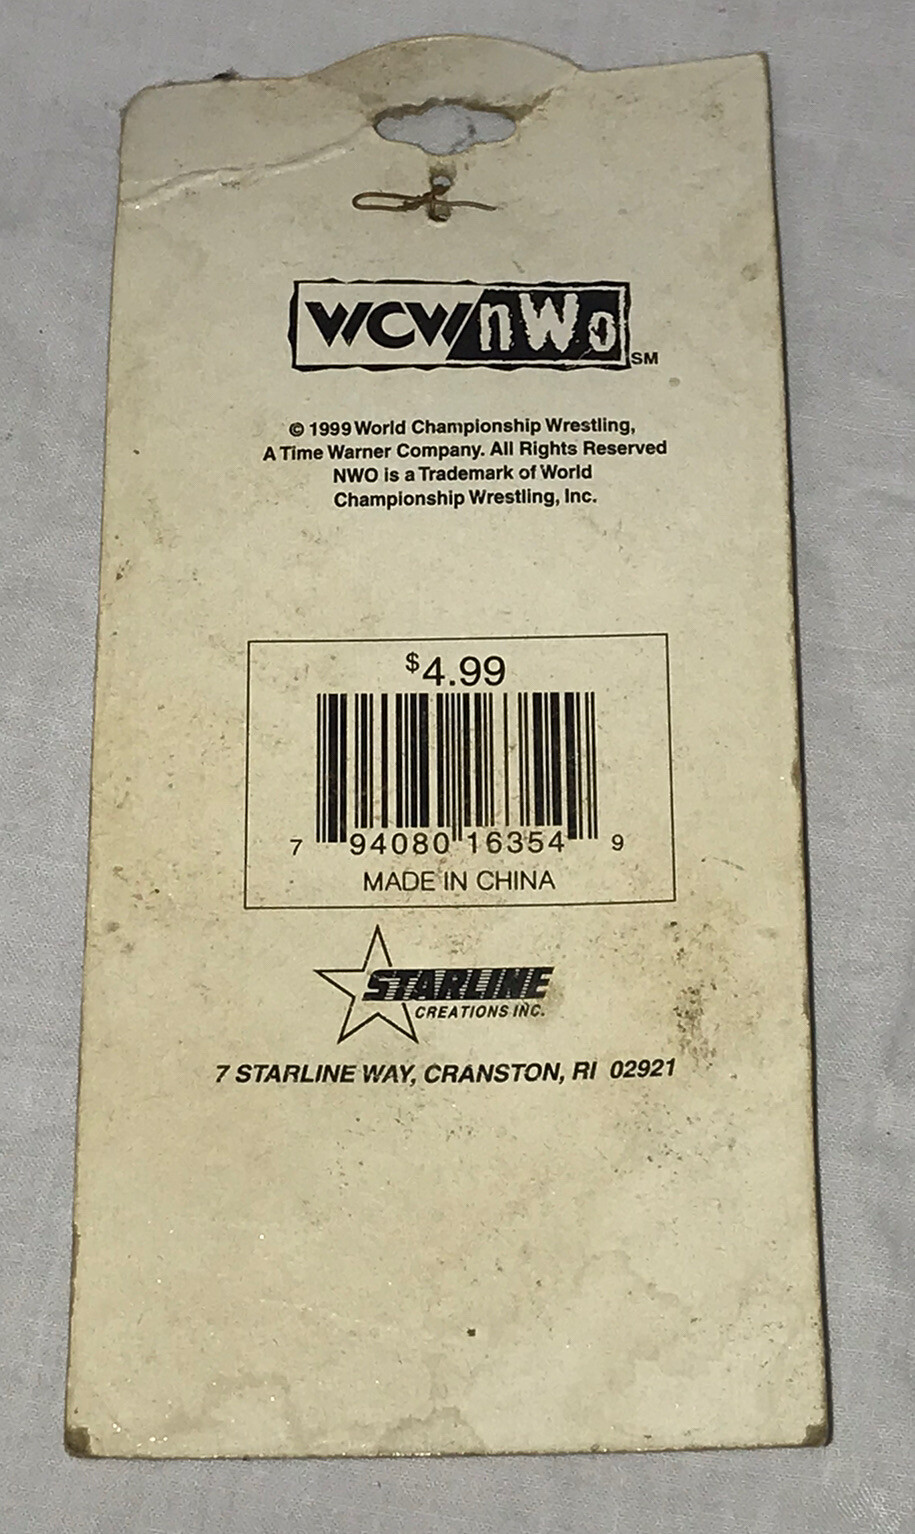 WCW/nWo SM
© 1999 World Championship Wrestling,
A Time Warner Company. All Rights Reserved
NWO is a Trademark of World
Championship Wrestling, Inc.
$4.99
7 94080 16354 9
MADE IN CHINA
STARLINE
CREATIONS INC.
7 STARLINE WAY, CRANSTON, RI 02921